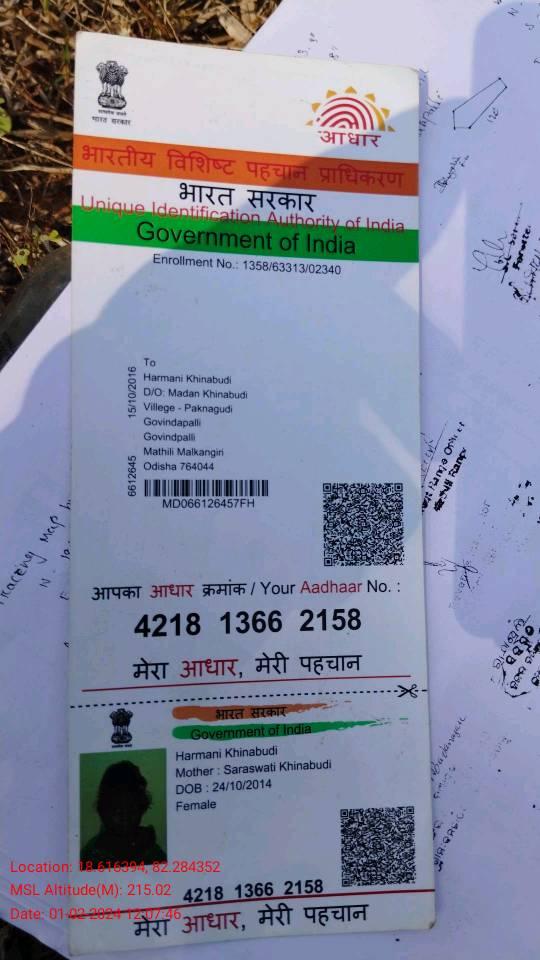 सत्यमेव जयते
भारत सरकार
आधार
भारतीय विशिष्ट पहचान प्राधिकरण
भारत सरकार
Unique Identification Authority of India
Government of India
Enrollment No.: 1358/63313/02340
To
Harmani Khinabudi
D/O: Madan Khinabudi
Villege - Paknagudi
Govindapalli
Govindpalli
Mathili Malkangiri
Odisha 764044
15/10/2016
6612645
MD066126457FH
आपका आधार क्रमांक / Your Aadhaar No. :
4218 1366 2158
मेरा आधार, मेरी पहचान
भारत सरकार
Government of India
Harmani Khinabudi
Mother : Saraswati Khinabudi
DOB : 24/10/2014
Female
4218 1366 2158
मेरा आधार, मेरी पहचान
Location: 18.616394, 82.284352
MSL Altitude(M): 215.02
Date: 01-02-2024 12:07:46